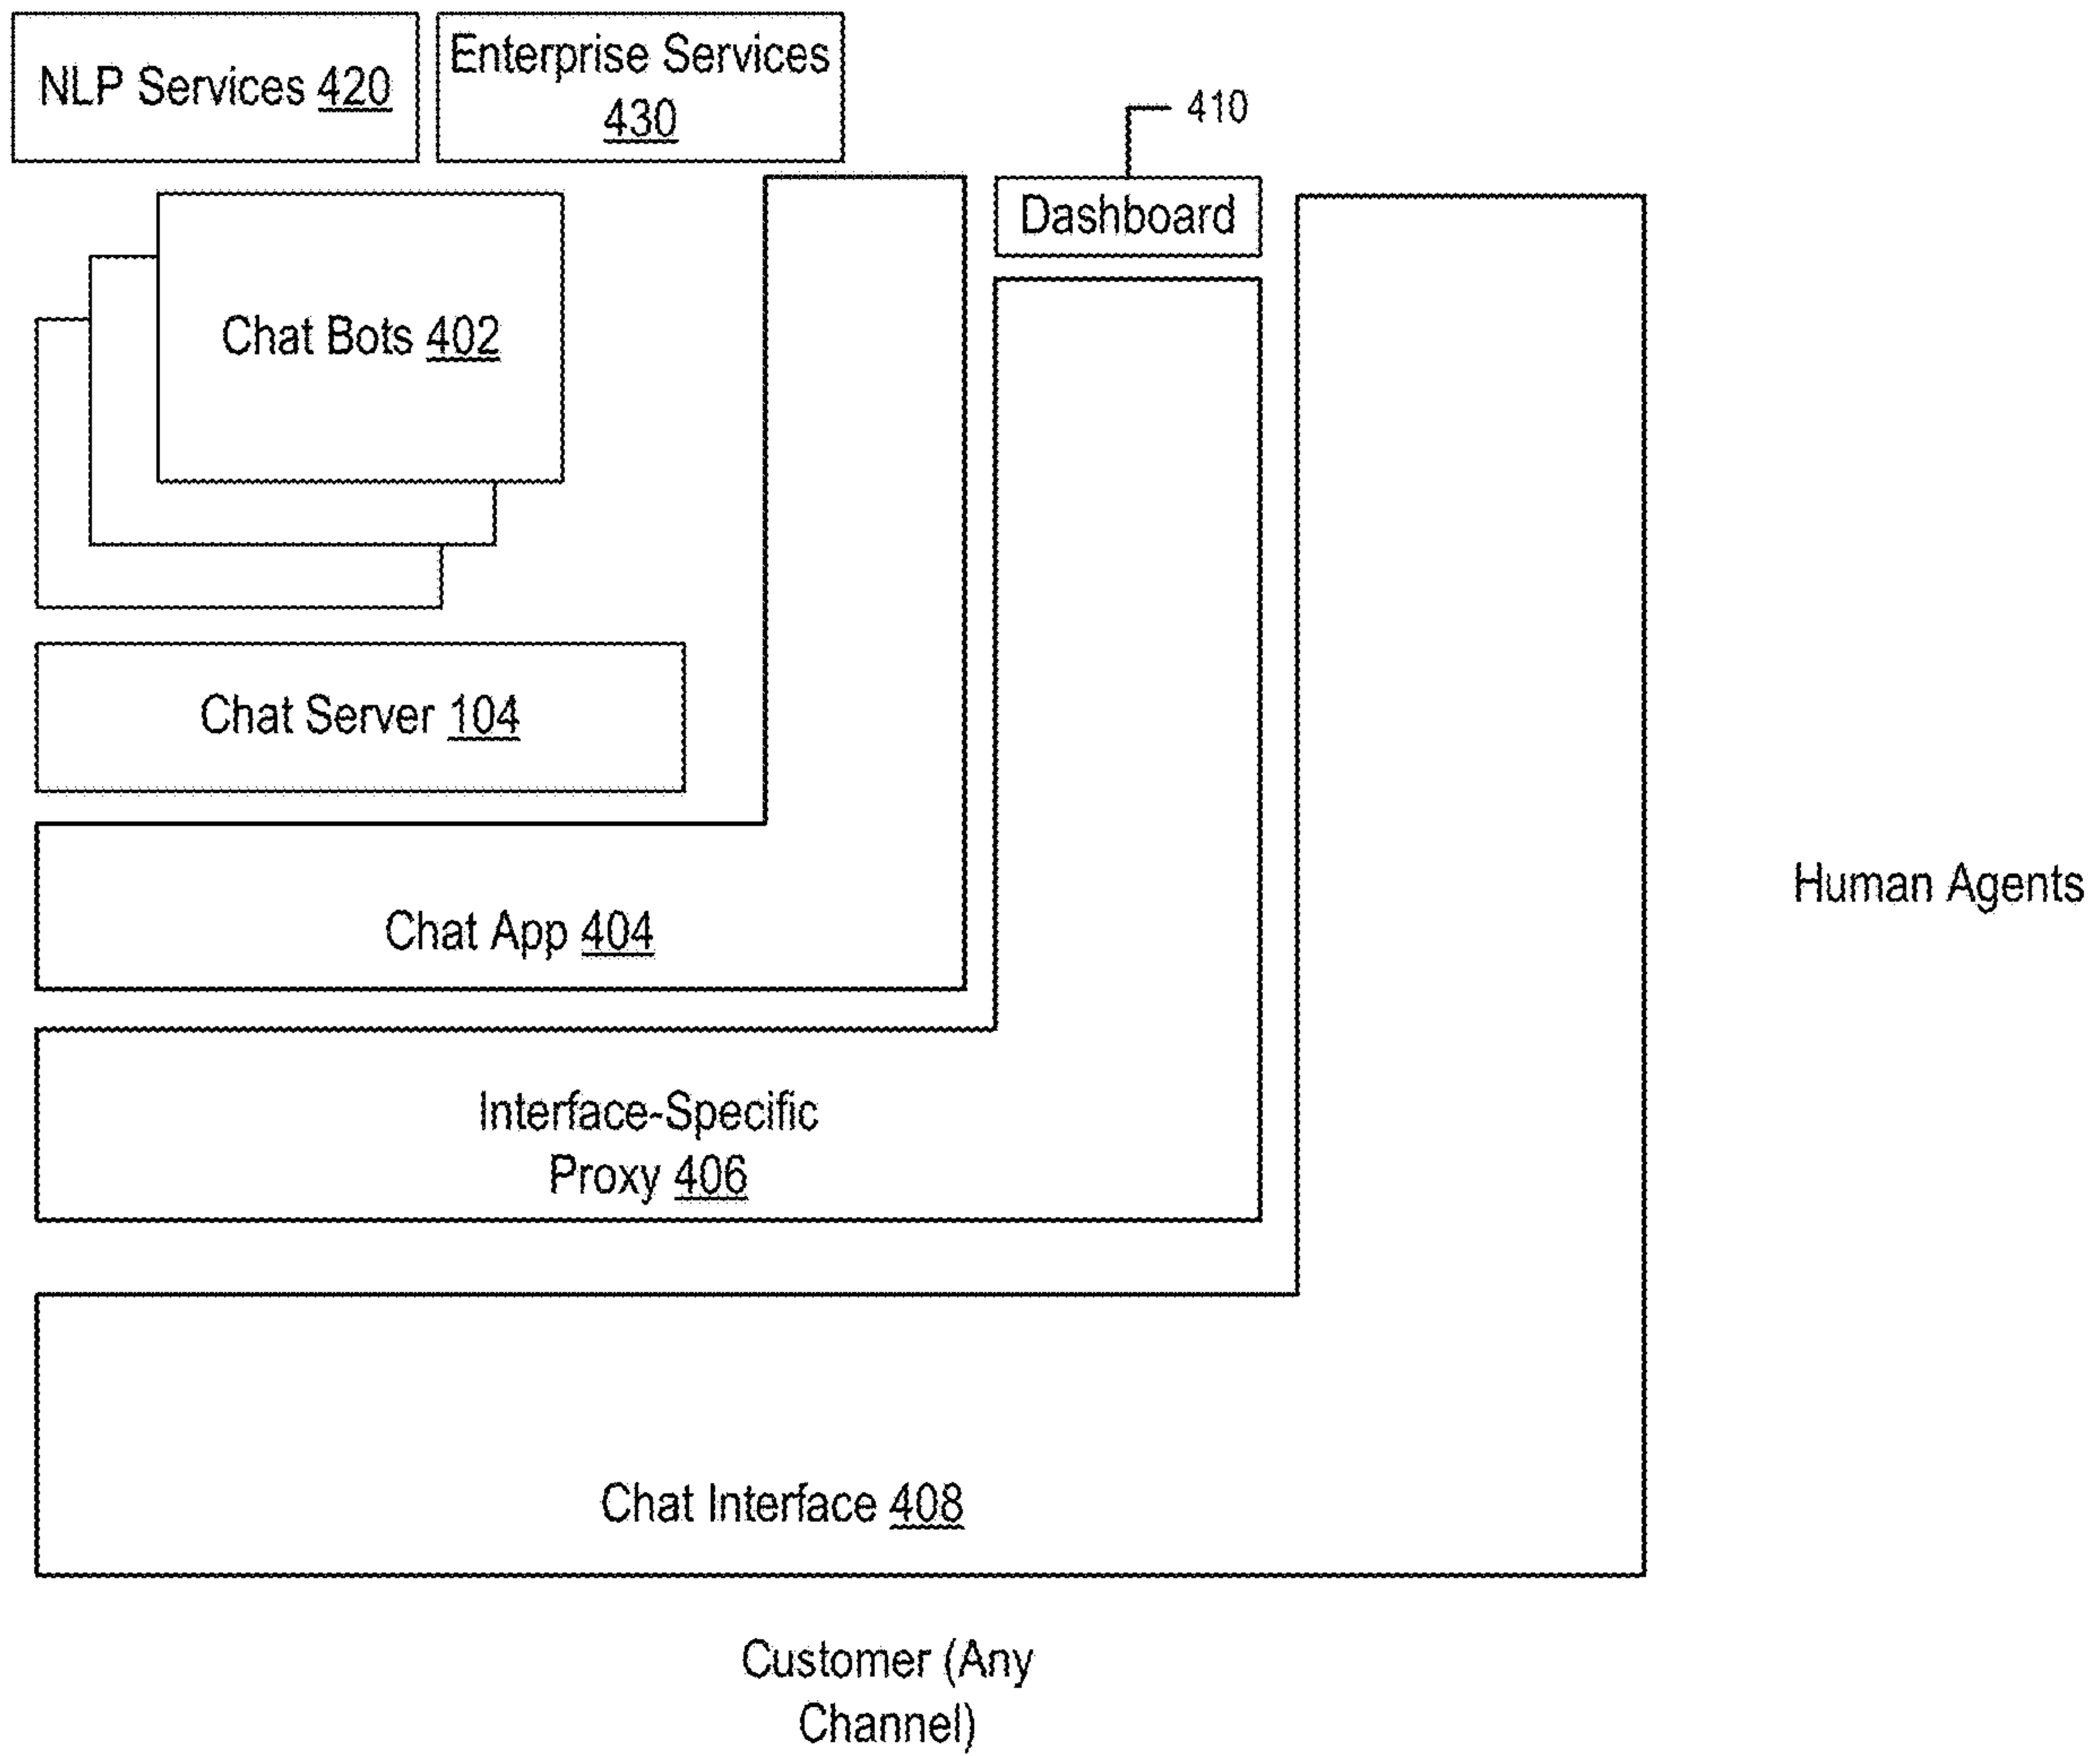 NLP Services 420
Enterprise Services
430
410
Dashboard
Chat Bots 402
Chat Server 104
Human Agents
Chat App 404
Interface-Specific
Proxy 406
Chat Interface 408
Customer (Any
Channel)